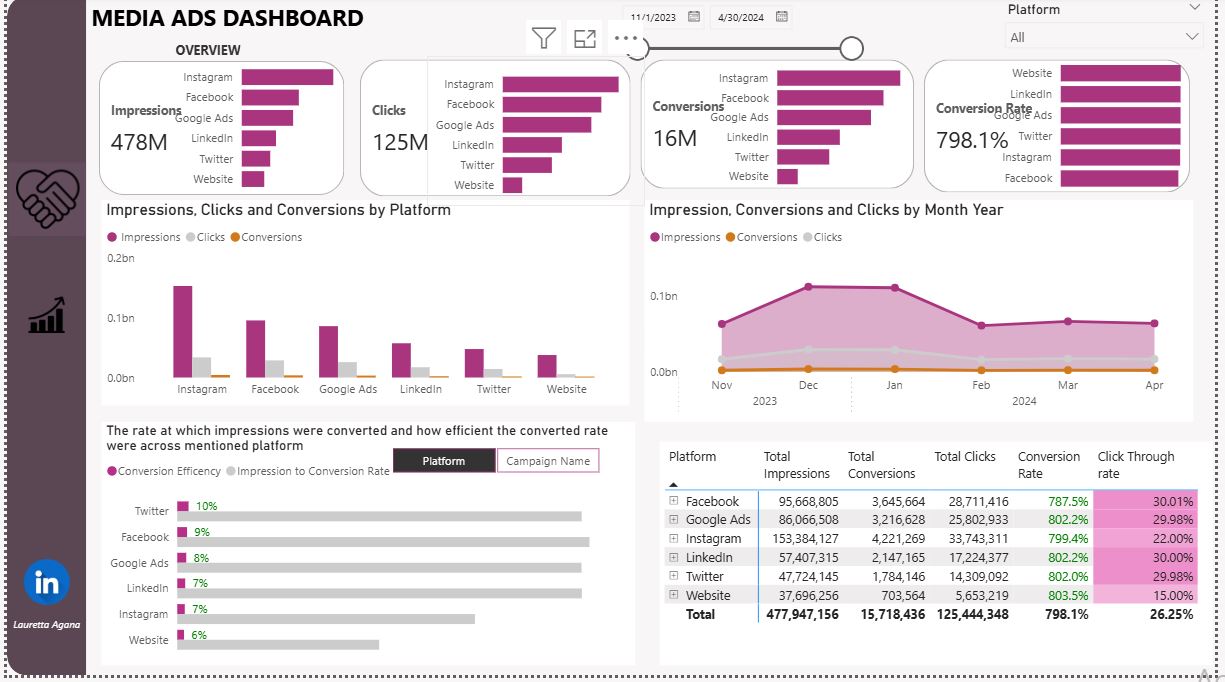 MEDIA ADS DASHBOARD
11/1/2023
4/30/2024
Platform
All
OVERVIEW
Impressions
478M
Instagram
Facebook
Google Ads
LinkedIn
Twitter
Website
Clicks
125M
Instagram
Facebook
Google Ads
LinkedIn
Twitter
Website
Conversions
16M
Instagram
Facebook
Google Ads
LinkedIn
Twitter
Website
Conversion Rate
798.1%
Website
LinkedIn
Google Ads
Twitter
Instagram
Facebook
Impressions, Clicks and Conversions by Platform
Impressions Clicks Conversions
0.2bn
0.1bn
0.0bn
Instagram Facebook Google Ads LinkedIn Twitter Website
Impression, Conversions and Clicks by Month Year
Impressions Conversions Clicks
0.1bn
0.0bn
Nov Dec Jan Feb Mar Apr
2023 2024
The rate at which impressions were converted and how efficient the converted rate
were across mentioned platform
Conversion Efficency Impression to Conversion Rate
Platform Campaign Name
Twitter 10%
Facebook 9%
Google Ads 8%
LinkedIn 7%
Instagram 7%
Website 6%
Platform Total Impressions Total Conversions Total Clicks Conversion Rate Click Through rate
Facebook 95,668,805 3,645,664 28,711,416 787.5% 30.01%
Google Ads 86,066,508 3,216,628 25,802,933 802.2% 29.98%
Instagram 153,384,127 4,221,269 33,743,311 799.4% 22.00%
LinkedIn 57,407,315 2,147,165 17,224,377 802.2% 30.00%
Twitter 47,724,145 1,784,146 14,309,092 802.0% 29.98%
Website 37,696,256 703,564 5,653,219 803.5% 15.00%
Total 477,947,156 15,718,436 125,444,348 798.1% 26.25%
in
Lauretta Agana